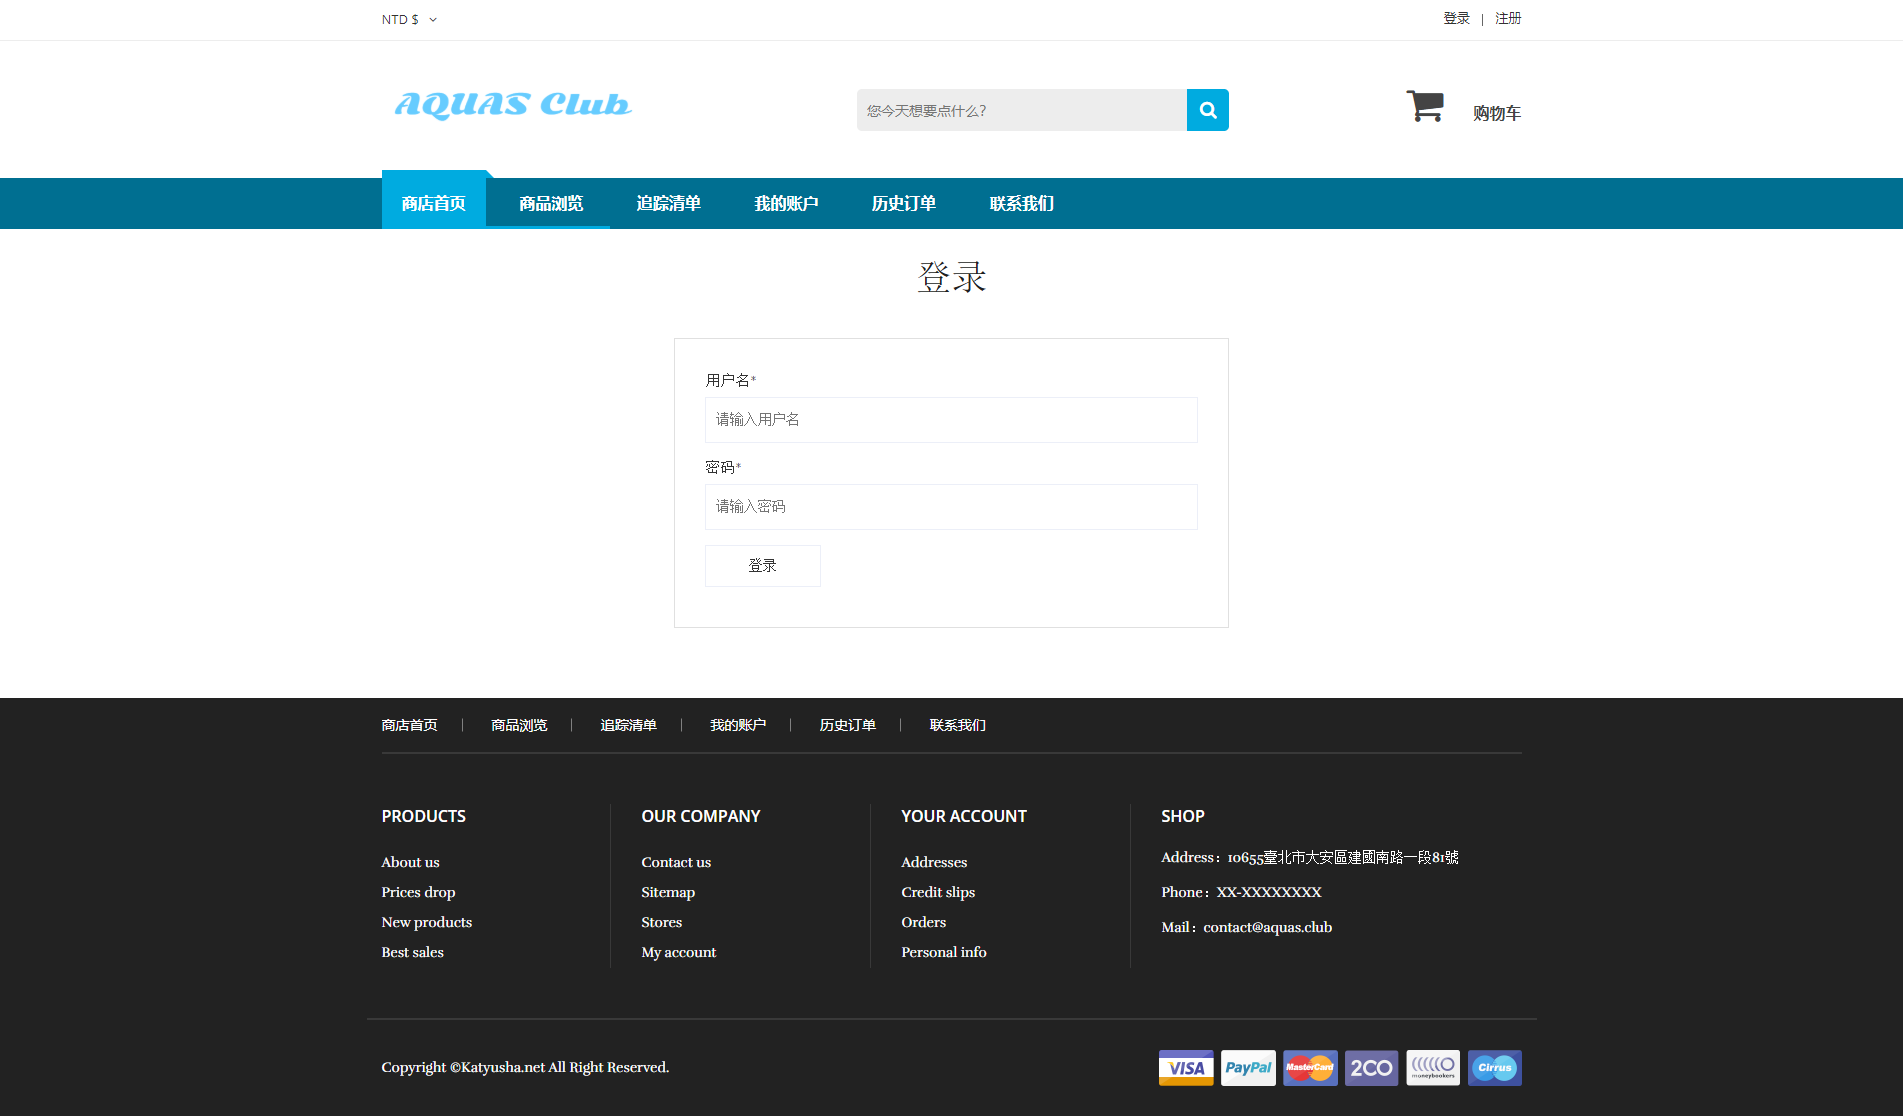 NTD $
登录 | 注册
AQUAS Club
您今天想要点什么?
购物车
商店首页 商品浏览 追踪清单 我的账户 历史订单 联系我们
登录
用户名*
请输入用户名
密码*
请输入密码
登录
商店首页 | 商品浏览 | 追踪清单 | 我的账户 | 历史订单 | 联系我们
PRODUCTS
About us
Prices drop
New products
Best sales
OUR COMPANY
Contact us
Sitemap
Stores
My account
YOUR ACCOUNT
Addresses
Credit slips
Orders
Personal info
SHOP
Address：10655臺北市大安區建國南路一段81號
Phone：XX-XXXXXXXX
Mail：contact@aquas.club
Copyright ©Katyusha.net All Right Reserved.
VISA PayPal MasterCard 2CO moneybookers Cirrus